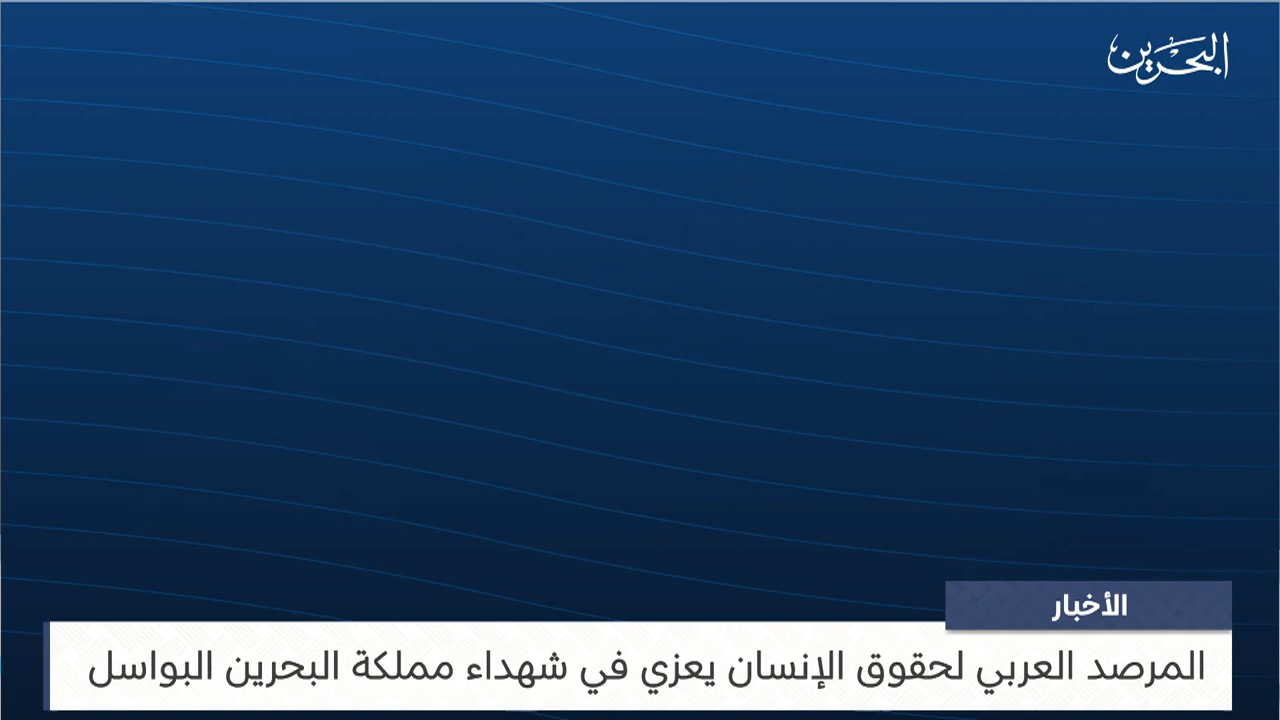 البحرين
الأخبار
المرصد العربي لحقوق الإنسان يعزي في شهداء مملكة البحرين البواسل